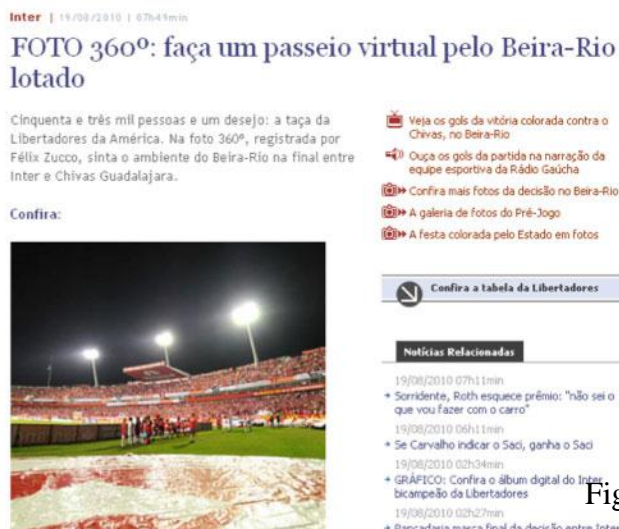 Inter | 19/08/2010 | 07h49min
FOTO 360º: faça um passeio virtual pelo Beira-Rio
lotado
Cinquenta e três mil pessoas e um desejo: a taça da
Libertadores da América. Na foto 360º, registrada por
Félix Zucco, sinta o ambiente do Beira-Rio na final entre
Inter e Chivas Guadalajara.
Confira:
Veja os gols da vitória colorada contra o
Chivas, no Beira-Rio
Ouça os gols da partida na narração da
equipe esportiva da Rádio Gaúcha
Confira mais fotos da decisão no Beira-Rio
A galeria de fotos do Pré-Jogo
A festa colorada pelo Estado em fotos
Confira a tabela da Libertadores
Notícias Relacionadas
19/08/2010 07h11min
Sorridente, Roth esquece prêmio: "não sei o
que vou fazer com o carro"
19/08/2010 06h11min
Se Carvalho indicar o Saci, ganha o Saci
19/08/2010 02h34min
GRÁFICO: Confira o álbum digital do Inter
bicampeão da Libertadores
Fig
19/08/2010 02h27min
Pancadaria marca final da decisão entre Inter